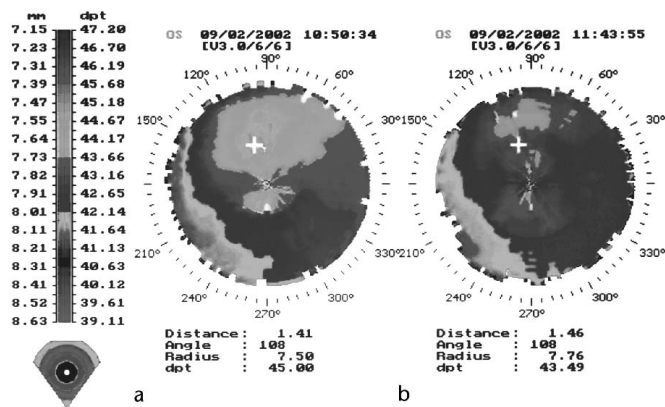 mm dpt
7.15 47.20
7.23 46.70
7.31 46.19
7.39 45.68
7.47 45.18
7.55 44.67
7.64 44.17
7.73 43.66
7.82 43.16
7.91 42.65
8.01 42.14
8.11 41.64
8.21 41.13
8.31 40.63
8.41 40.12
8.52 39.61
8.63 39.11
OS 09/02/2002 10:50:34
[V3.0/6/6]
90°
120° 60°
150° 30°
210° 330°
240° 300°
270°
Distance: 1.41
Angle : 108
Radius : 7.50
dpt : 45.00
a
OS 09/02/2002 11:43:55
[V3.0/6/6]
90°
120° 60°
150° 30°
210° 330°
240° 300°
270°
Distance: 1.46
Angle : 108
Radius : 7.76
dpt : 43.49
b